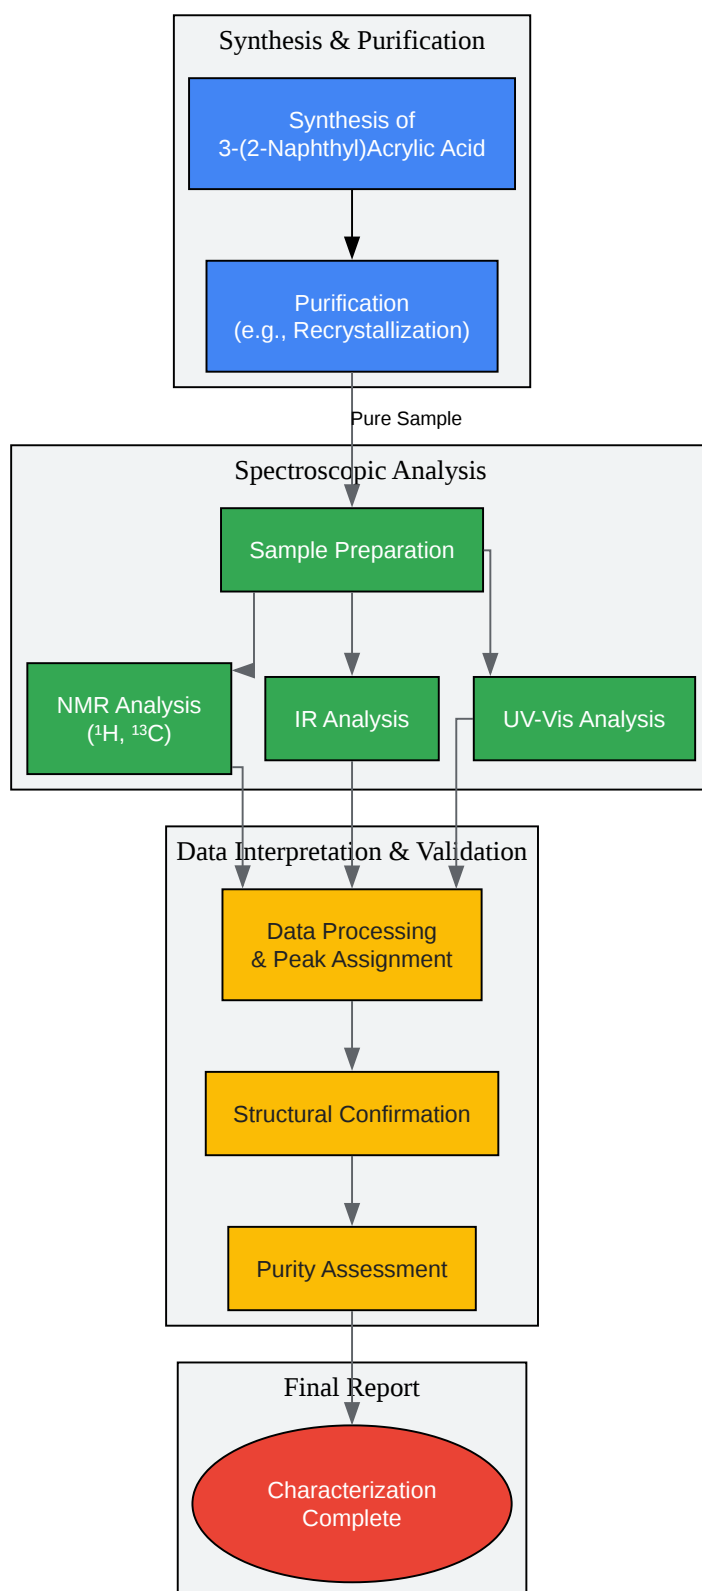 Synthesis & Purification
Synthesis of
3-(2-Naphthyl)Acrylic Acid
Purification
(e.g., Recrystallization)
Pure Sample
Spectroscopic Analysis
Sample Preparation
NMR Analysis
(¹H, ¹³C)
IR Analysis
UV-Vis Analysis
Data Interpretation & Validation
Data Processing
& Peak Assignment
Structural Confirmation
Purity Assessment
Final Report
Characterization
Complete